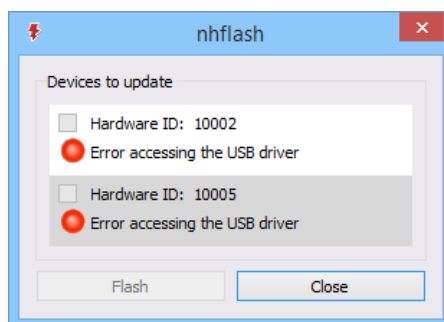 nhflash
Devices to update
Hardware ID: 10002
Error accessing the USB driver
Hardware ID: 10005
Error accessing the USB driver
Flash Close